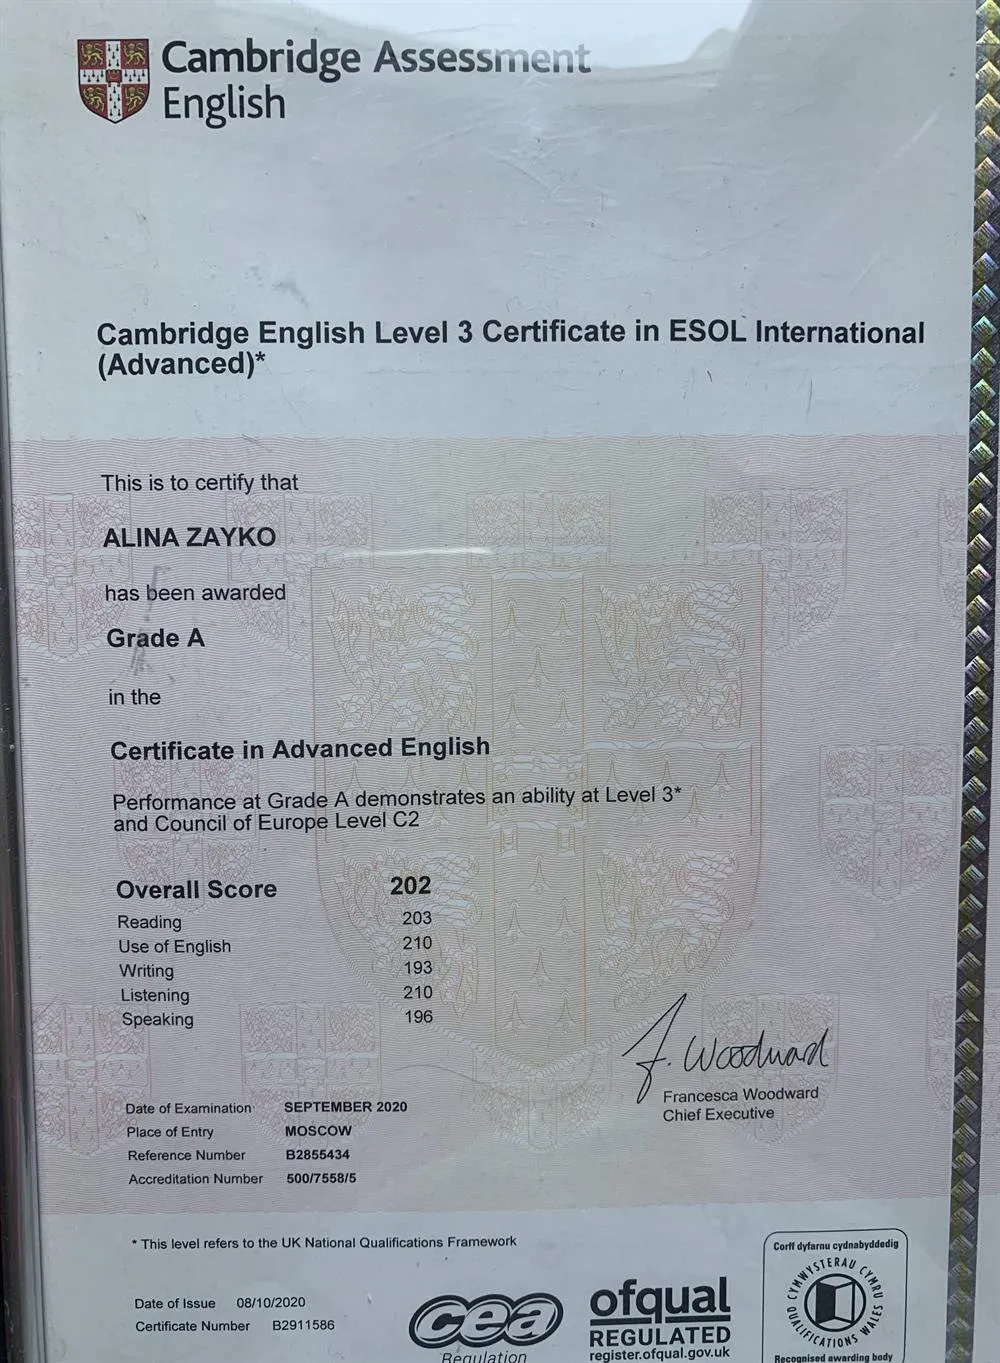 Cambridge Assessment
English
Cambridge English Level 3 Certificate in ESOL International
(Advanced)*
This is to certify that
ALINA ZAYKO
has been awarded
Grade A
in the
Certificate in Advanced English
Performance at Grade A demonstrates an ability at Level 3*
and Council of Europe Level C2
Overall Score 202
Reading 203
Use of English 210
Writing 193
Listening 210
Speaking 196
F. Woodward
Francesca Woodward
Chief Executive
Date of Examination SEPTEMBER 2020
Place of Entry MOSCOW
Reference Number B2855434
Accreditation Number 500/7558/5
* This level refers to the UK National Qualifications Framework
Date of Issue 08/10/2020
Certificate Number B2911586
cea
Regulation
ofqual
REGULATED
register.ofqual.gov.uk
Corff dyfarnu cydnabyddedig
CYMWYSTERAU CYMRU
QUALIFICATIONS WALES
Recognised awarding body